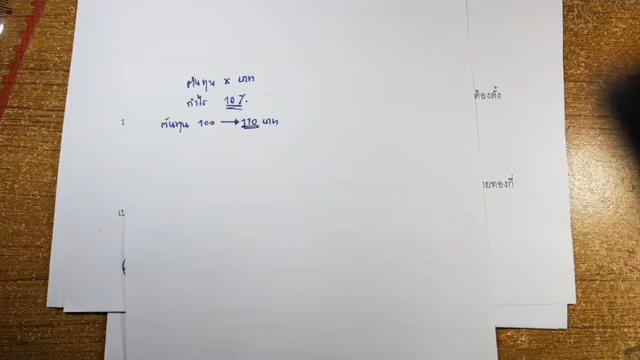 ต้นทุน x บาท
กำไร 10%.
ต้นทุน 100 → 110 บาท
ต้องตั้ง
ายทองกี่